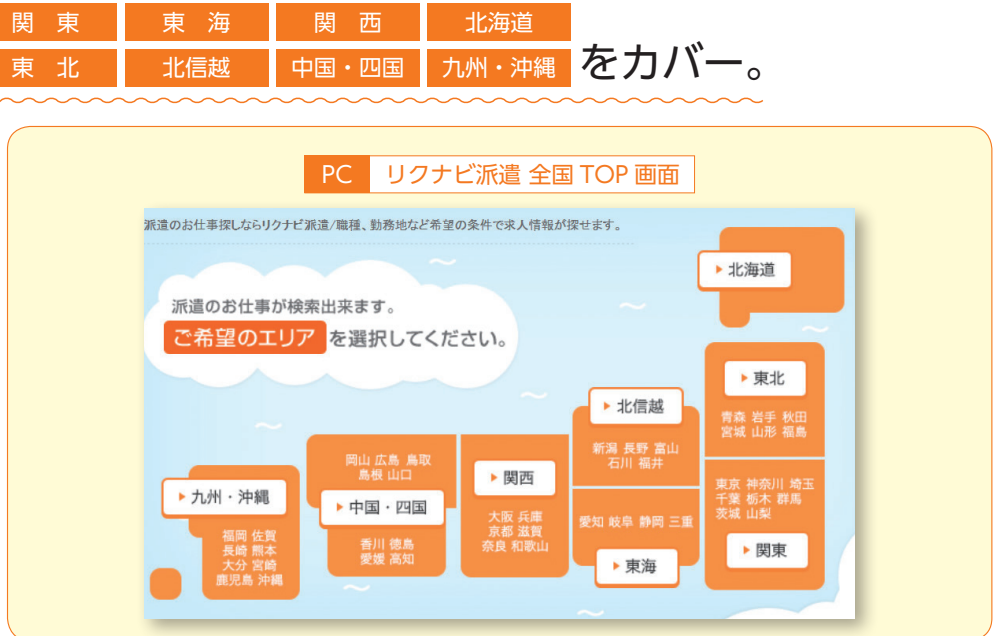 関 東 東 海 関 西 北海道
東 北 北信越 中国・四国 九州・沖縄 をカバー。
PC リクナビ派遣 全国 TOP 画面
派遣のお仕事探しならリクナビ派遣/職種、勤務地など希望の条件で求人情報が探せます。
派遣のお仕事が検索出来ます。
ご希望のエリア を選択してください。
北海道
東北
青森 岩手 秋田
宮城 山形 福島
北信越
新潟 長野 富山
石川 福井
岡山 広島 鳥取
島根 山口
中国・四国
香川 徳島
愛媛 高知
関西
大阪 兵庫
京都 滋賀
奈良 和歌山
愛知 岐阜 静岡 三重
東海
東京 神奈川 埼玉
千葉 栃木 群馬
茨城 山梨
関東
九州・沖縄
福岡 佐賀
長崎 熊本
大分 宮崎
鹿児島 沖縄